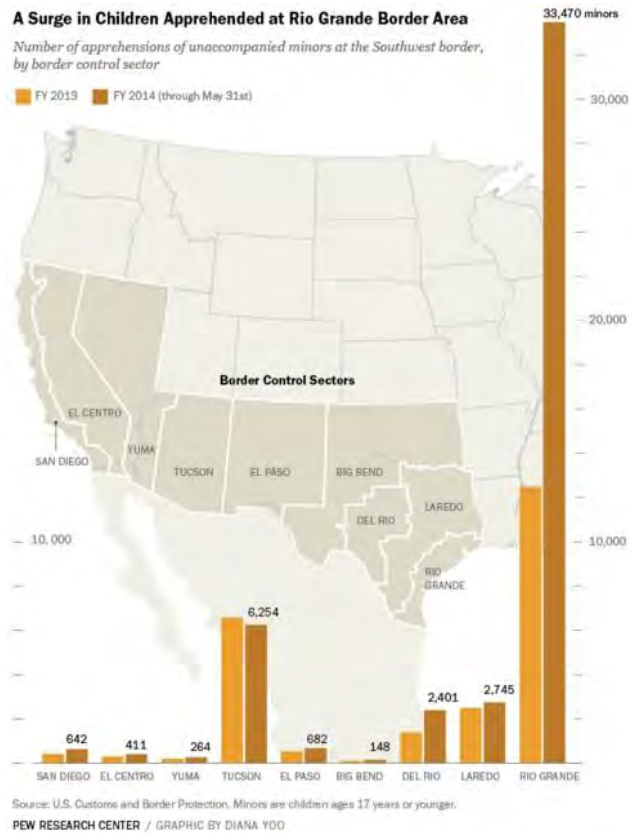 A Surge in Children Apprehended at Rio Grande Border Area
Number of apprehensions of unaccompanied minors at the Southwest border,
by border control sector
FY 2013 FY 2014 (through May 31st)
33,470 minors
30,000
20,000
Border Control Sectors
EL CENTRO
SAN DIEGO
YUMA
TUCSON
EL PASO
BIG BEND
DEL RIO
LAREDO
RIO
GRANDE
10,000
10,000
642
411
264
6,254
682
148
2,401
2,745
SAN DIEGO EL CENTRO YUMA TUCSON EL PASO BIG BEND DEL RIO LAREDO RIO GRANDE
Source: U.S. Customs and Border Protection. Minors are children ages 17 years or younger.
PEW RESEARCH CENTER / GRAPHIC BY DIANA YOO